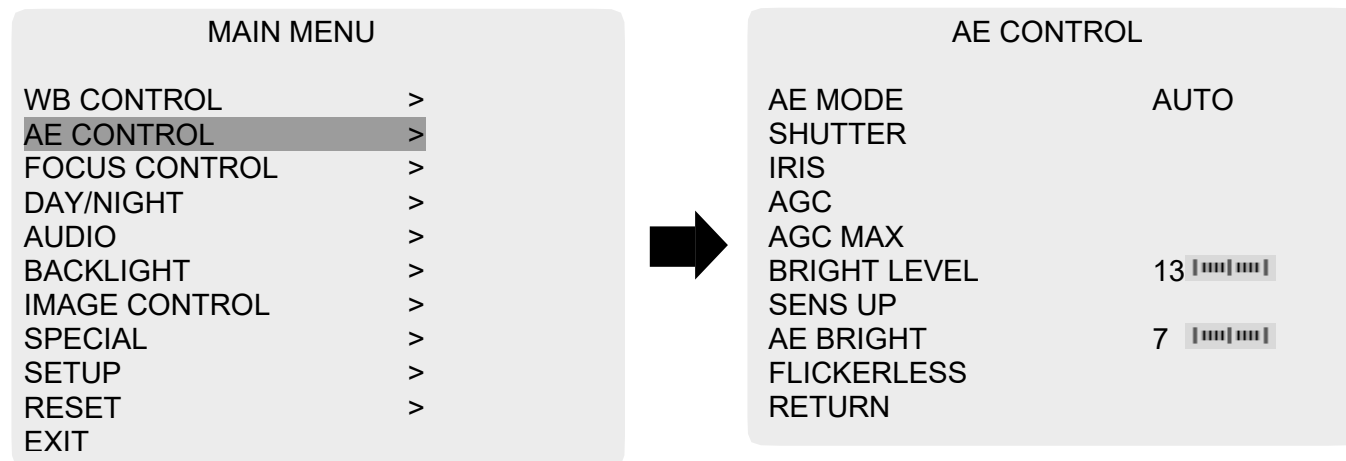 MAIN MENU
WB CONTROL >
AE CONTROL >
FOCUS CONTROL >
DAY/NIGHT >
AUDIO >
BACKLIGHT >
IMAGE CONTROL >
SPECIAL >
SETUP >
RESET >
EXIT
AE CONTROL
AE MODE AUTO
SHUTTER
IRIS
AGC
AGC MAX
BRIGHT LEVEL 13
SENS UP
AE BRIGHT 7
FLICKERLESS
RETURN